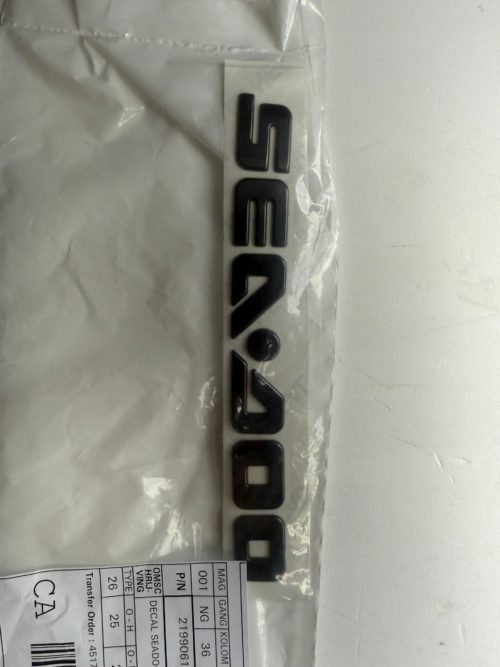 SEA·DOO
MAG GANG KOLOM
001 NG 36
P/N 2199061
OMSC
HRIJ- DECAL SEADO
VING
TYPE O - H O -
26 25
Transfer Order : 4517
CA